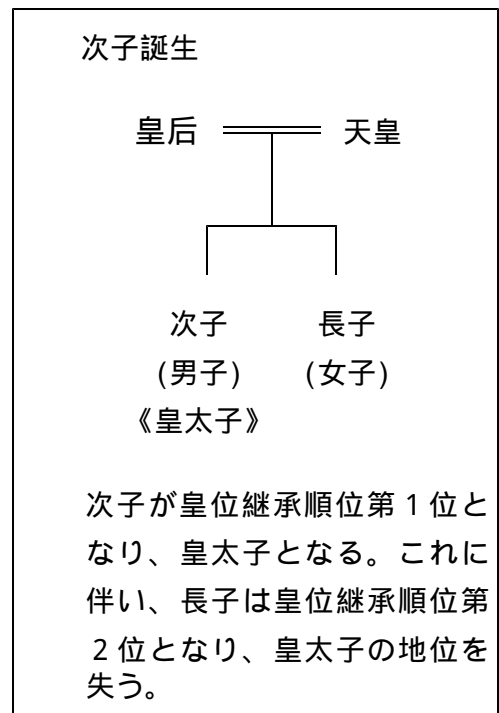 次子誕生
皇后 天皇
次子 長子
(男子) (女子)
《皇太子》
次子が皇位継承順位第1位と
なり、皇太子となる。これに
伴い、長子は皇位継承順位第
2位となり、皇太子の地位を
失う。